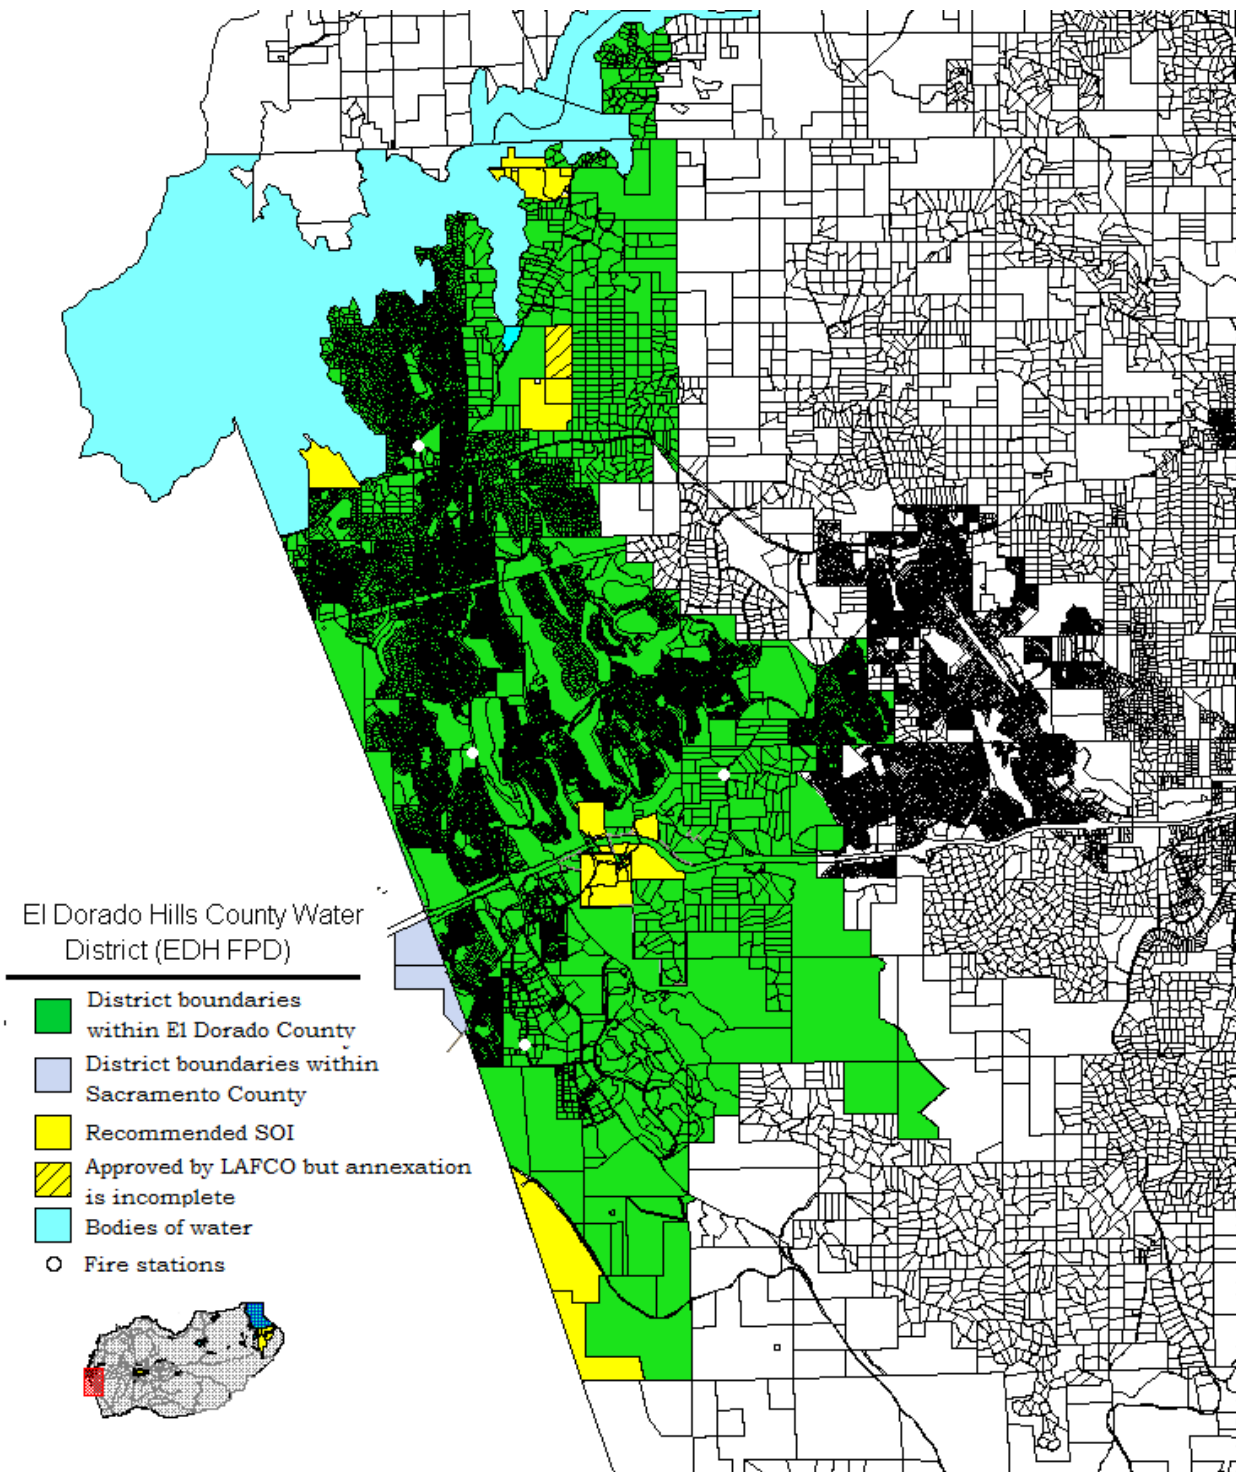 El Dorado Hills County Water
District (EDH FPD)
District boundaries
within El Dorado County
District boundaries within
Sacramento County
Recommended SOI
Approved by LAFCO but annexation
is incomplete
Bodies of water
Fire stations